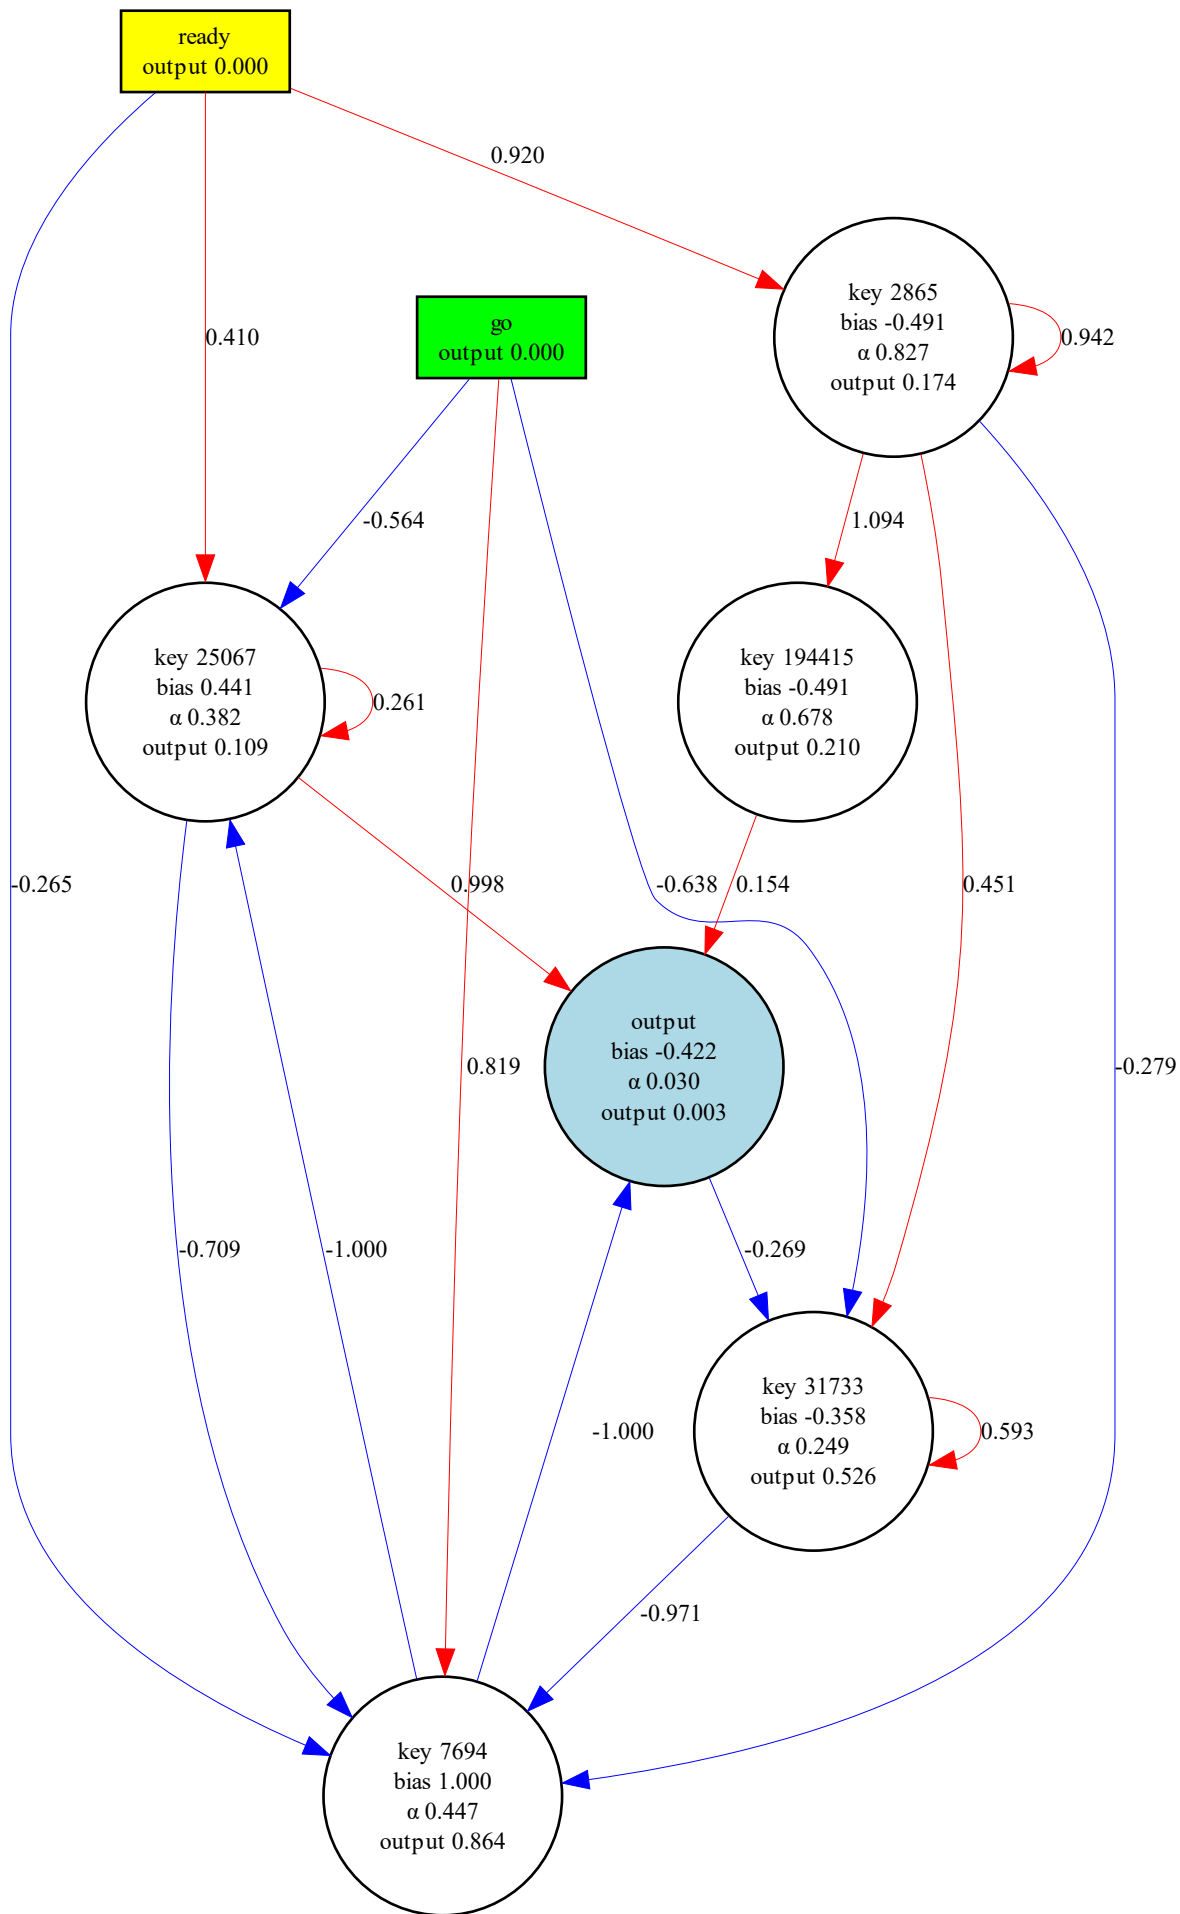 ready
output 0.000
0.920
key 2865
bias -0.491
α 0.827
output 0.174
0.942
go
output 0.000
0.410
-0.564
1.094
key 25067
bias 0.441
α 0.382
output 0.109
0.261
key 194415
bias -0.491
α 0.678
output 0.210
-0.265
0.998
-0.638
0.154
0.451
output
bias -0.422
α 0.030
output 0.003
0.819
-0.279
-0.709
-1.000
-0.269
key 31733
bias -0.358
α 0.249
output 0.526
-1.000
0.593
-0.971
key 7694
bias 1.000
α 0.447
output 0.864